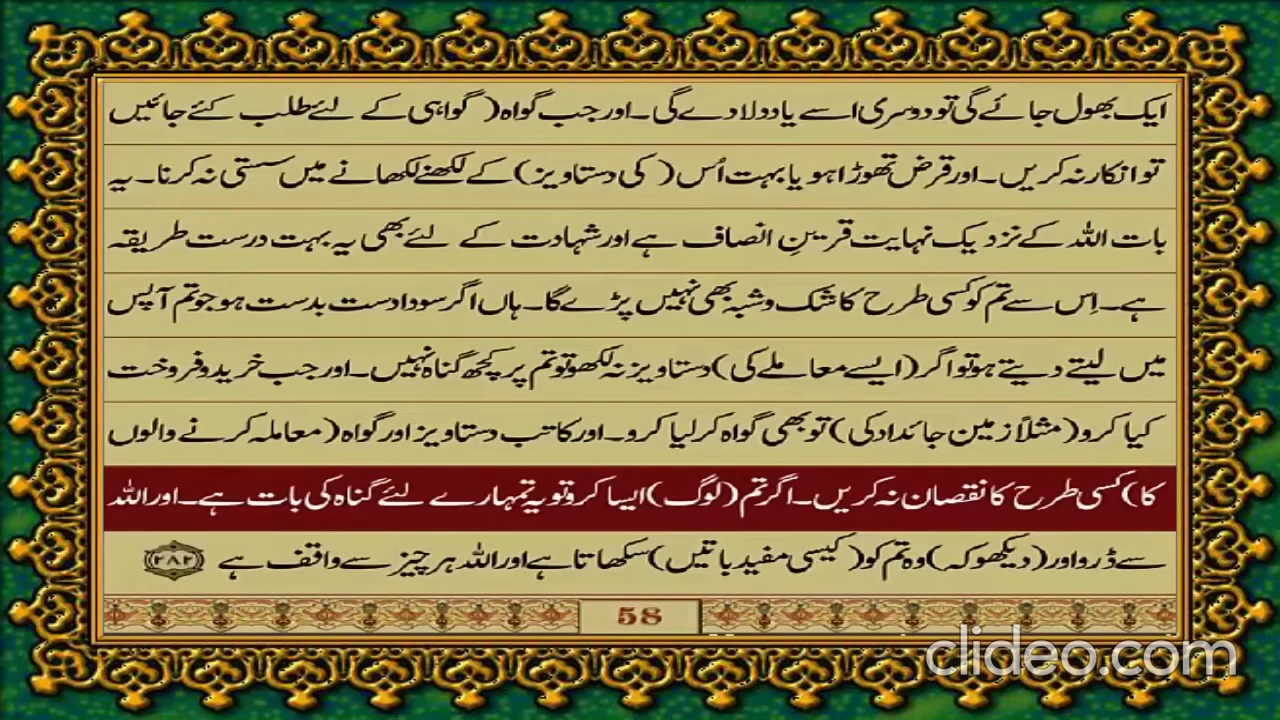 ایک بھول جائے گی تو دوسری اسے یاد دلادے گی۔ اور جب گواہ (گواہی کے لئے طلب کئے جائیں
تو انکار نہ کریں۔ اور قرض تھوڑا ہو یا بہت اُس (کی دستاویز) کے لکھنے لکھانے میں سستی نہ کرنا۔ یہ
بات اللہ کے نزدیک نہایت قرینِ انصاف ہے اور شہادت کے لئے بھی یہ بہت درست طریقہ
ہے۔ اِس سے تم کو کسی طرح کا شک و شبہ بھی نہیں پڑے گا۔ ہاں اگر سودا دست بدست ہو جو تم آپس
میں لیتے دیتے ہو تو اگر (ایسے معاملے کی) دستاویز نہ لکھو تو تم پر کچھ گناہ نہیں۔ اور جب خرید و فروخت
کیا کرو (مثلاً زمین جائداد کی) تو بھی گواہ کر لیا کرو۔ اور کاتب دستاویز اور گواہ (معاملہ کرنے والوں
کا) کسی طرح کا نقصان نہ کریں۔ اگر تم (لوگ) ایسا کرو تو یہ تمہارے لئے گناہ کی بات ہے۔ اور اللہ
سے ڈرو اور (دیکھو کہ) وہ تم کو (کیسی مفید باتیں) سکھاتا ہے اور اللہ ہر چیز سے واقف ہے ۲۸۲
58
clideo.com